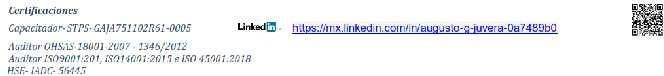 Certificaciones
Capacitador- STPS-GAJA751102R61-0005 LinkedIn. https://mx.linkedin.com/in/augusto-g-juvera-0a7489b0
Auditor OHSAS-18001-2007 - 1346/2012
Auditor ISO9001:201, ISO14001:2015 e ISO 45001:2018
HSE- IADC- 56445